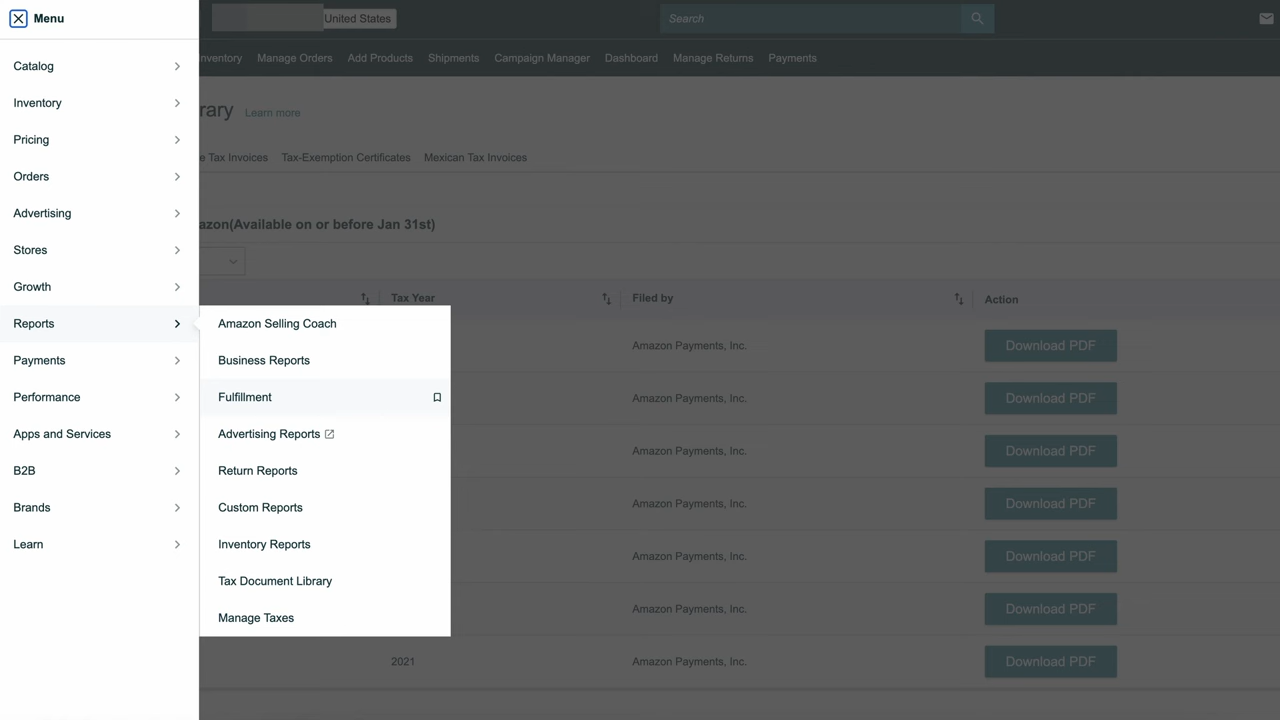 Menu
United States
Search
Catalog
Inventory
Pricing
Orders
Advertising
Stores
Growth
Reports
Payments
Performance
Apps and Services
B2B
Brands
Learn
Amazon Selling Coach
Business Reports
Fulfillment
Advertising Reports
Return Reports
Custom Reports
Inventory Reports
Tax Document Library
Manage Taxes
nventory Manage Orders Add Products Shipments Campaign Manager Dashboard Manage Returns Payments
rary Learn more
e Tax Invoices Tax-Exemption Certificates Mexican Tax Invoices
azon(Available on or before Jan 31st)
Tax Year Filed by Action
Amazon Payments, Inc. Download PDF
Amazon Payments, Inc. Download PDF
Amazon Payments, Inc. Download PDF
Amazon Payments, Inc. Download PDF
Amazon Payments, Inc. Download PDF
Amazon Payments, Inc. Download PDF
2021 Amazon Payments, Inc. Download PDF